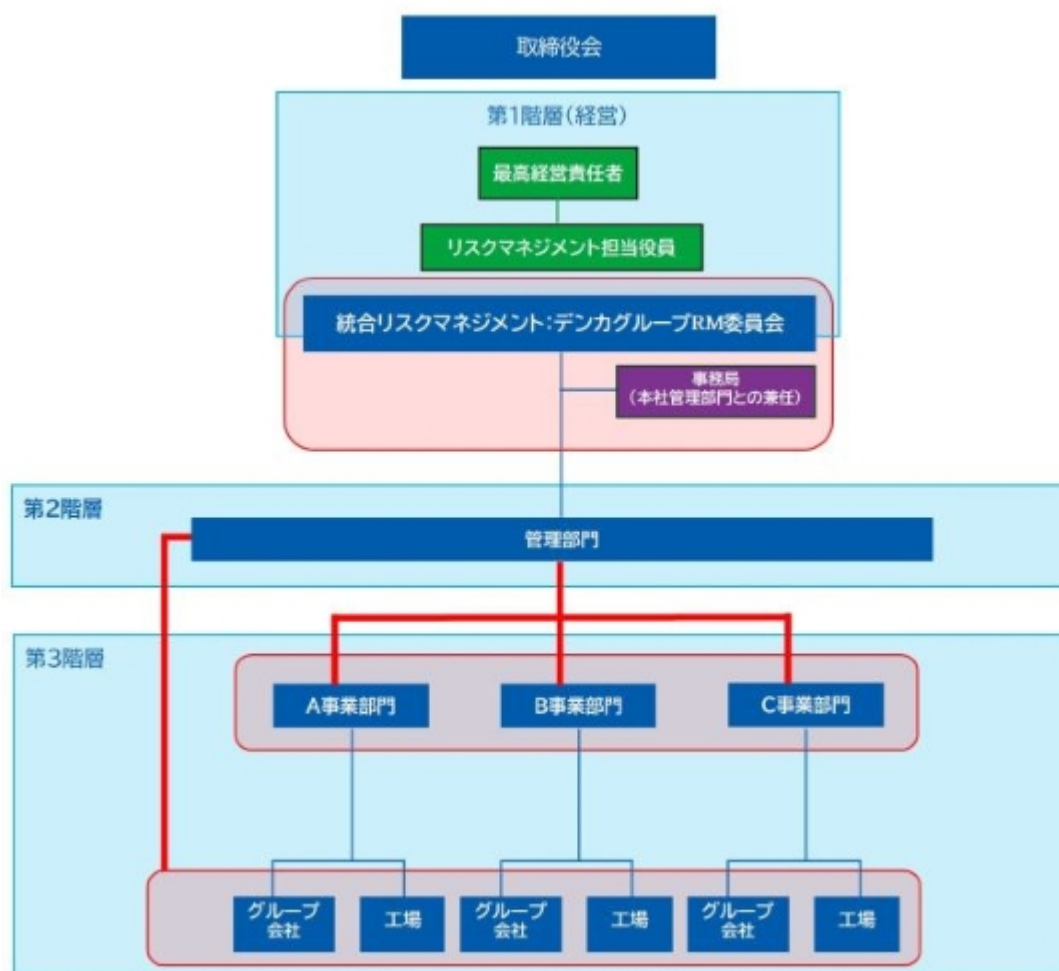 取締役会
第1階層(経営)
最高経営責任者
リスクマネジメント担当役員
統合リスクマネジメント:デンカグループRM委員会
事務局
(本社管理部門との兼任)
第2階層
管理部門
第3階層
A事業部門
B事業部門
C事業部門
グループ
会社
工場
グループ
会社
工場
グループ
会社
工場